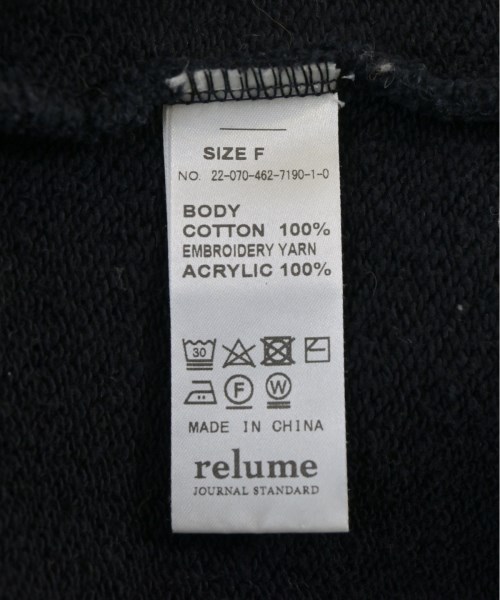 SIZE F
NO. 22-070-462-7190-1-0
BODY
COTTON 100%
EMBROIDERY YARN
ACRYLIC 100%
30
F W
MADE IN CHINA
relume
JOURNAL STANDARD